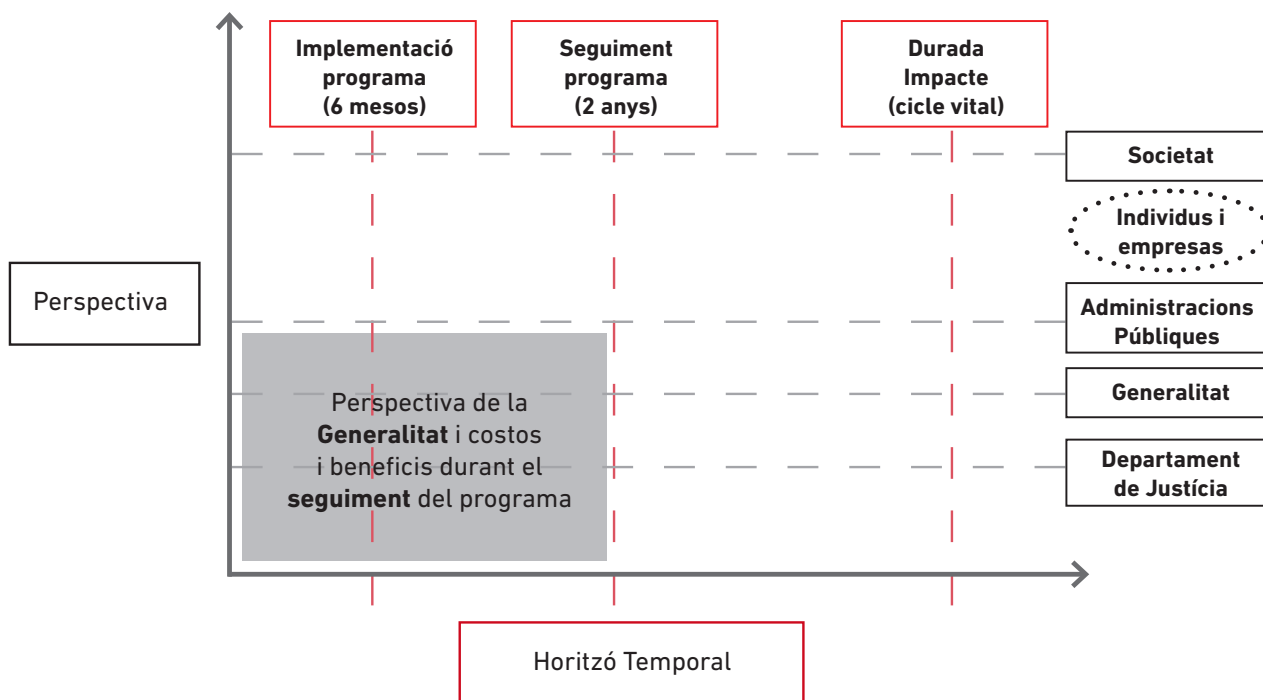 Implementació
programa
(6 mesos)
Seguiment
programa
(2 anys)
Durada
Impacte
(cicle vital)
Societat
Individus i
empresas
Perspectiva
Administracions
Públiques
Generalitat
Departament
de Justícia
Perspectiva de la
Generalitat i costos
i beneficis durant el
seguiment del programa
Horitzó Temporal